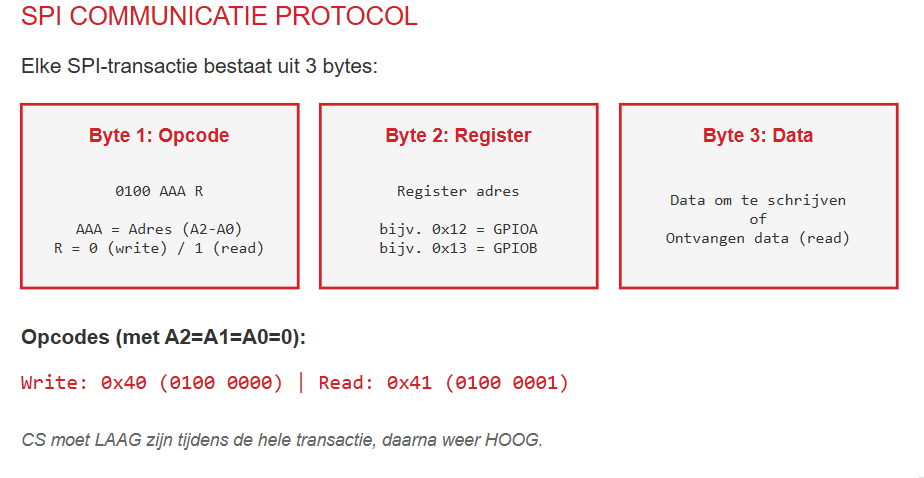 SPI COMMUNICATIE PROTOCOL
Elke SPI-transactie bestaat uit 3 bytes:
Byte 1: Opcode
0100 AAA R
AAA = Adres (A2-A0)
R = 0 (write) / 1 (read)
Byte 2: Register
Register adres
bijv. 0x12 = GPIOA
bijv. 0x13 = GPIOB
Byte 3: Data
Data om te schrijven
of
Ontvangen data (read)
Opcodes (met A2=A1=A0=0):
Write: 0x40 (0100 0000) | Read: 0x41 (0100 0001)
CS moet LAAG zijn tijdens de hele transactie, daarna weer HOOG.